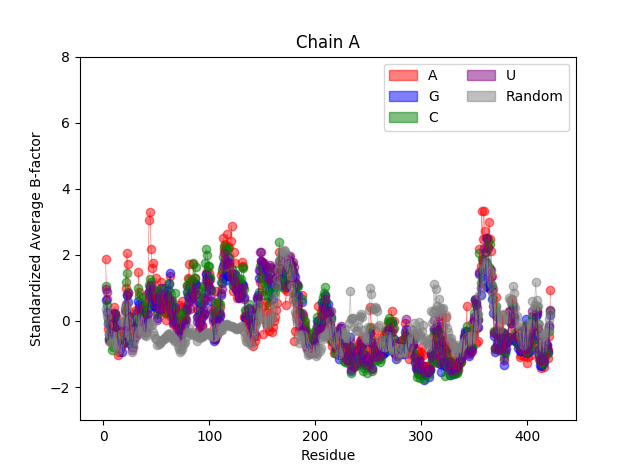 Chain A
8
6
4
2
0
−2
Standardized Average B-factor
A
G
C
U
Random
0
100
200
300
400
Residue